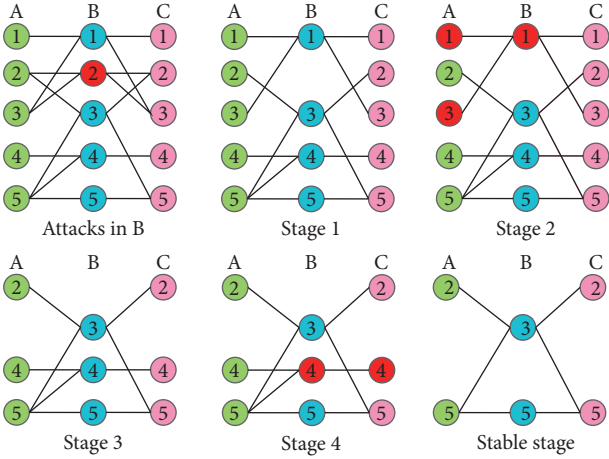 A B C A B C A B C
1 1 1 1 1 1 1 1 1
2 2 2 2 2 2 2
3 3 3 3 3 3 3 3 3
4 4 4 4 4 4 4 4 4
5 5 5 5 5 5 5 5 5
Attacks in B Stage 1 Stage 2
A B C A B C A B C
2 2 2 2 2 2
3 3 3
4 4 4 4 4 4
5 5 5 5 5 5 5 5 5
Stage 3 Stage 4 Stable stage